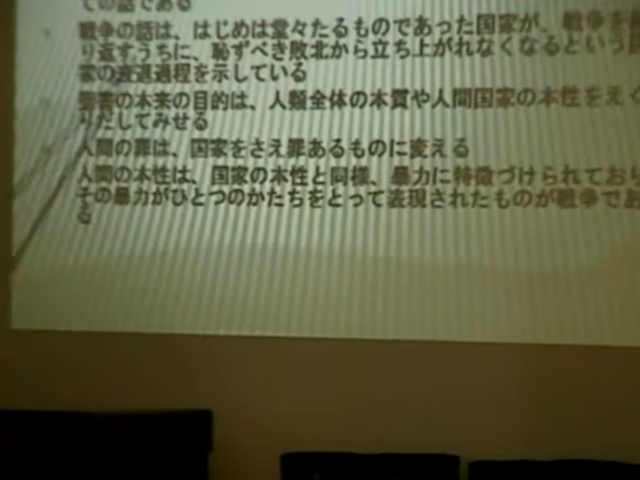 ての話である
戦争の話は、はじめは堂々たるものであった国家が、戦争を
り返すうちに、恥ずべき敗北から立ち上がれなくなるという
家の衰退過程を示している
聖書の本来の目的は、人類全体の本質や人間国家の本性をえぐ
りだしてみせる
人間の罪は、国家をさえ罪あるものに変える
人間の本性は、国家の本性と同様、暴力に特徴づけられており
その暴力がひとつのかたちをとって表現されたものが戦争であ
る